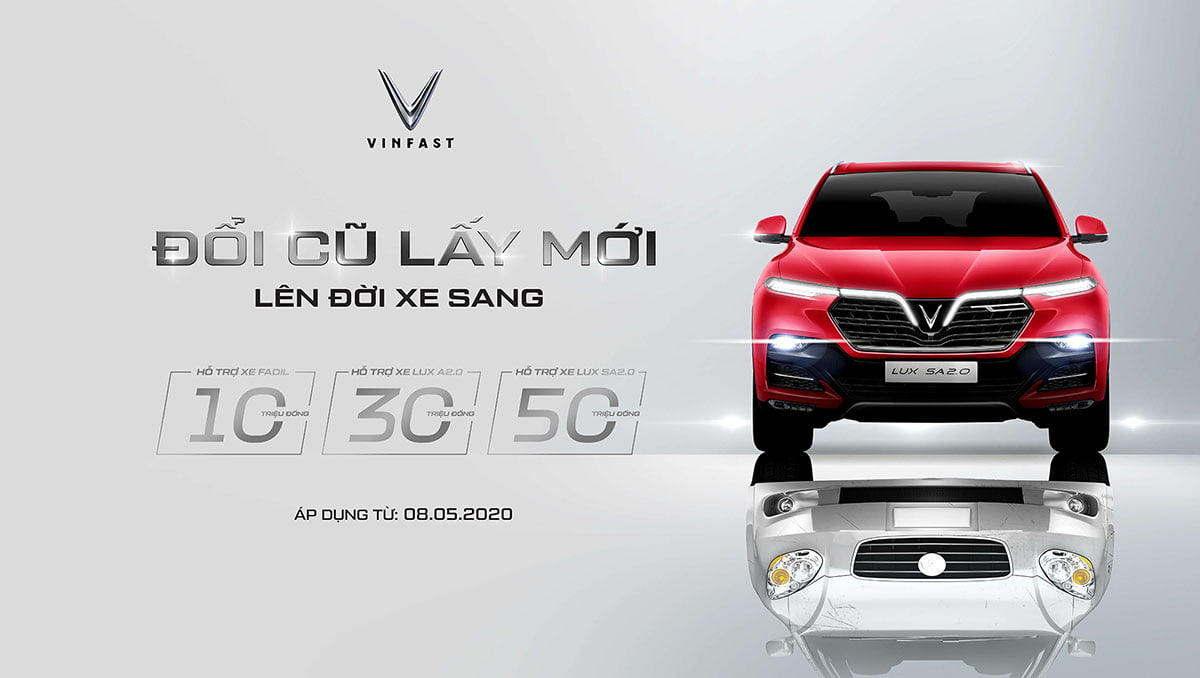 VINFAST
ĐỔI CŨ LẤY MỚI
LÊN ĐỜI XE SANG
HỖ TRỢ XE FADIL
10 TRIỆU ĐỒNG
HỖ TRỢ XE LUX A2.0
30 TRIỆU ĐỒNG
HỖ TRỢ XE LUX SA2.0
50 TRIỆU ĐỒNG
ÁP DỤNG TỪ: 08.05.2020
LUX SA2.0